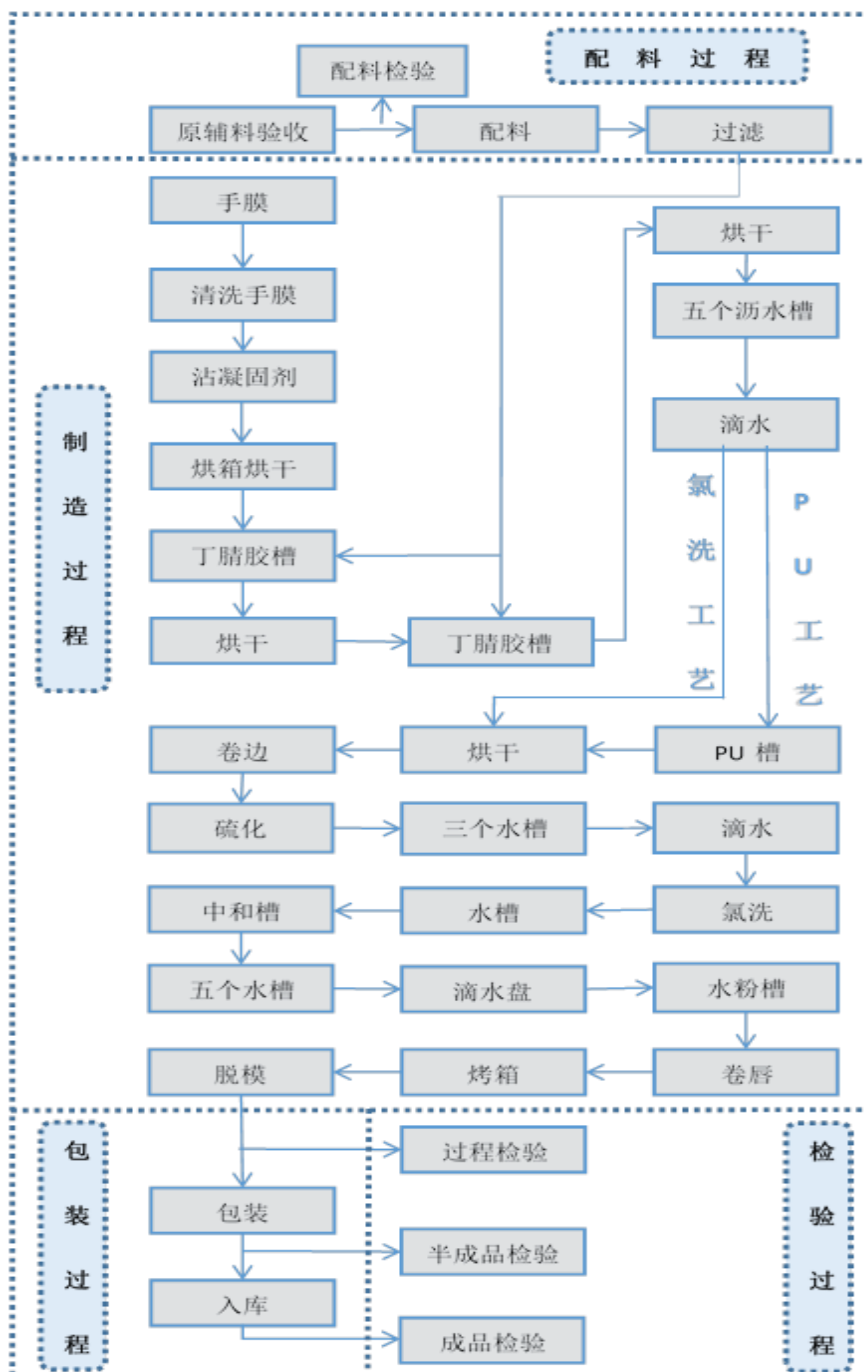 配 料 过 程
配料检验
原辅料验收
配料
过滤
手膜
烘干
清洗手膜
五个沥水槽
沾凝固剂
滴水
制造过程
烘箱烘干
氯洗工艺
PU工艺
丁腈胶槽
烘干
丁腈胶槽
卷边
烘干
PU 槽
硫化
三个水槽
滴水
中和槽
水槽
氯洗
五个水槽
滴水盘
水粉槽
脱模
烤箱
卷唇
包装过程
过程检验
检验过程
包装
半成品检验
入库
成品检验